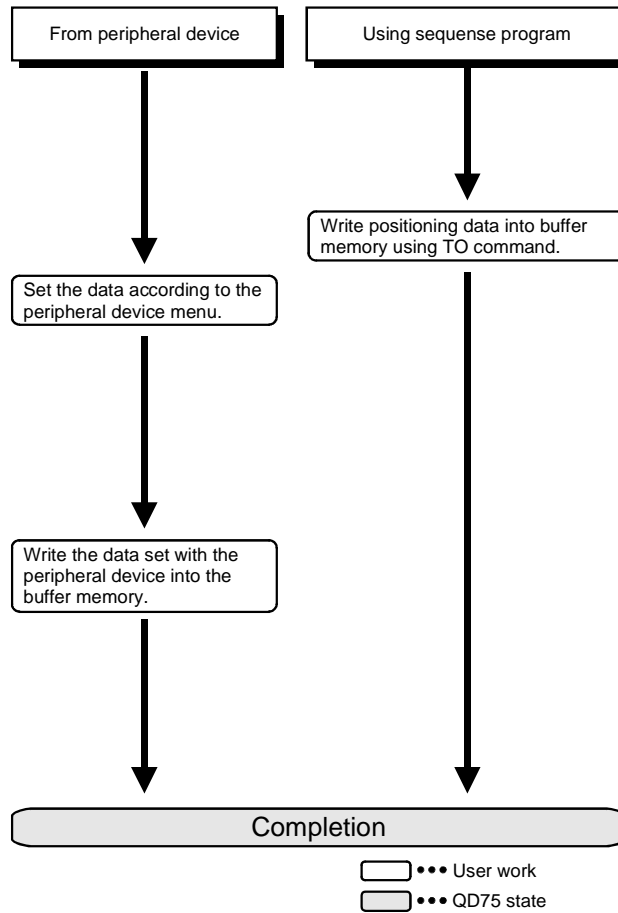 From peripheral device
Using sequense program
Write positioning data into buffer
memory using TO command.
Set the data according to the
peripheral device menu.
Write the data set with the
peripheral device into the
buffer memory.
Completion
••• User work
••• QD75 state